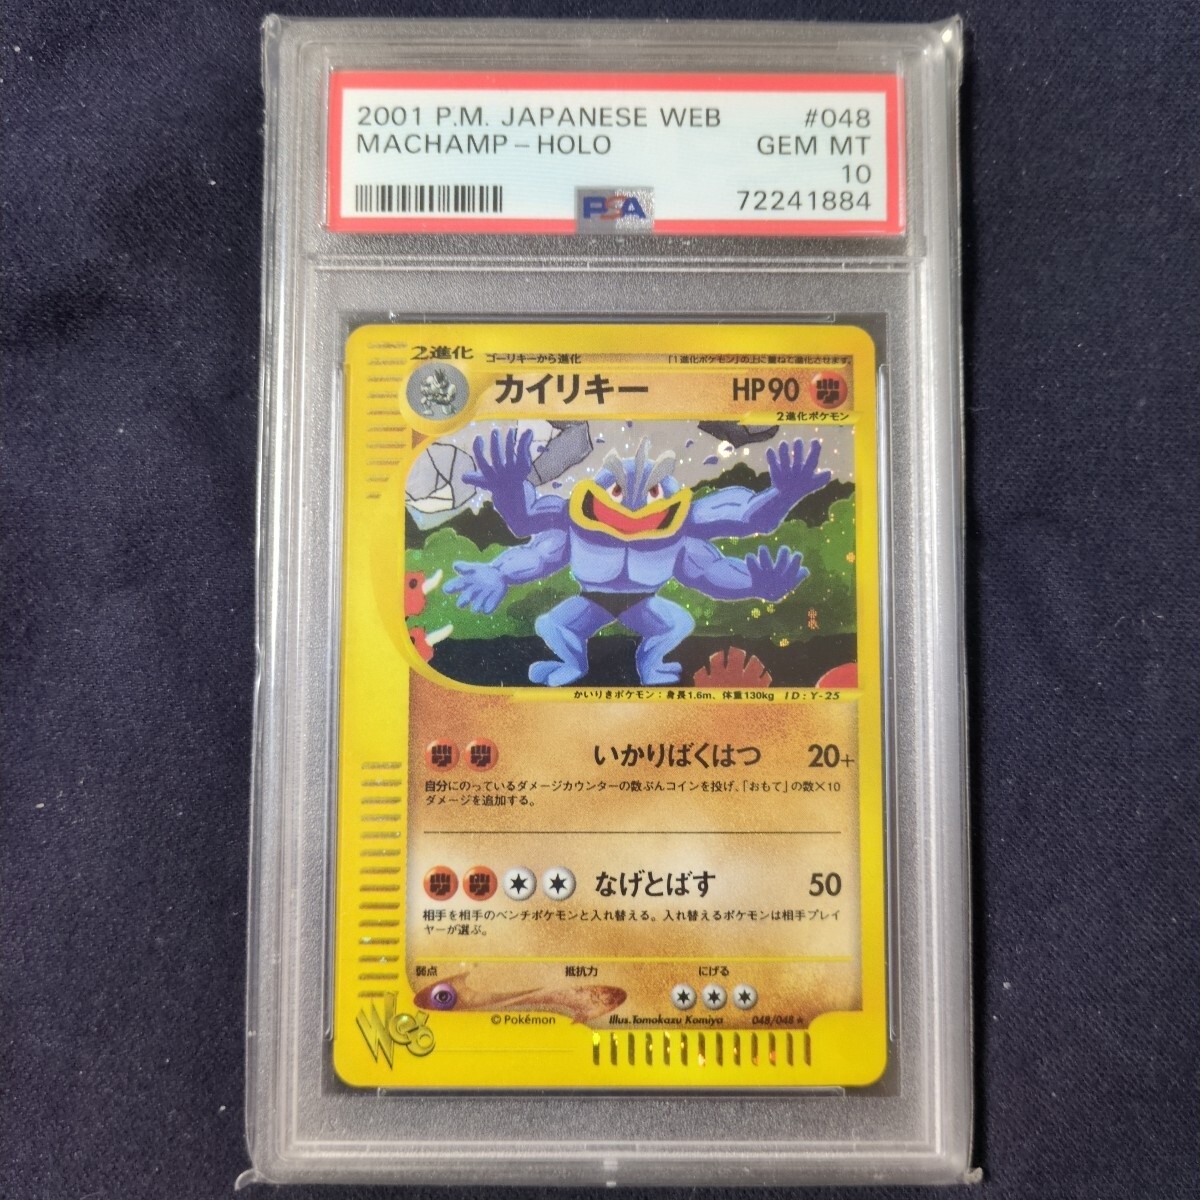 2001 P.M. JAPANESE WEB #048
MACHAMP - HOLO GEM MT
10
PSA 72241884
2進化 ゴーリキーから進化 「1進化ポケモン」の上に重ねて進化させます。
カイリキー HP90
2進化ポケモン
かいりきポケモン：身長1.6m、体重130kg ID：Y-25
いかりばくはつ 20+
自分にのっているダメージカウンターの数ぶんコインを投げ、「おもて」の数×10
ダメージを追加する。
なげとばす 50
相手を相手のベンチポケモンと入れ替える。入れ替えるポケモンは相手プレイ
ヤーが選ぶ。
弱点 抵抗力 にげる
Web © Pokémon Illus.Tomokazu Komiya 048/048 ★